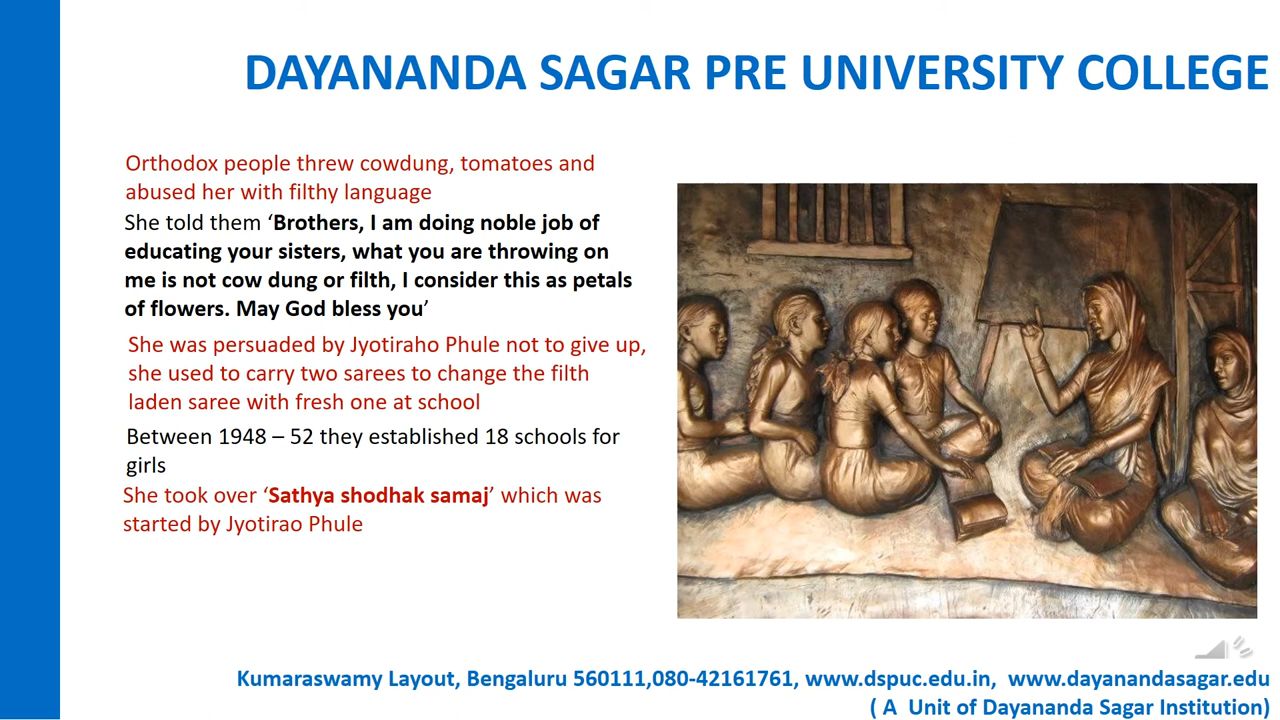 DAYANANDA SAGAR PRE UNIVERSITY COLLEGE
Orthodox people threw cowdung, tomatoes and
abused her with filthy language
She told them ‘Brothers, I am doing noble job of
educating your sisters, what you are throwing on
me is not cow dung or filth, I consider this as petals
of flowers. May God bless you’
She was persuaded by Jyotiraho Phule not to give up,
she used to carry two sarees to change the filth
laden saree with fresh one at school
Between 1948 – 52 they established 18 schools for
girls
She took over ‘Sathya shodhak samaj’ which was
started by Jyotirao Phule
Kumaraswamy Layout, Bengaluru 560111,080-42161761, www.dspuc.edu.in, www.dayanandasagar.edu
( A Unit of Dayananda Sagar Institution)